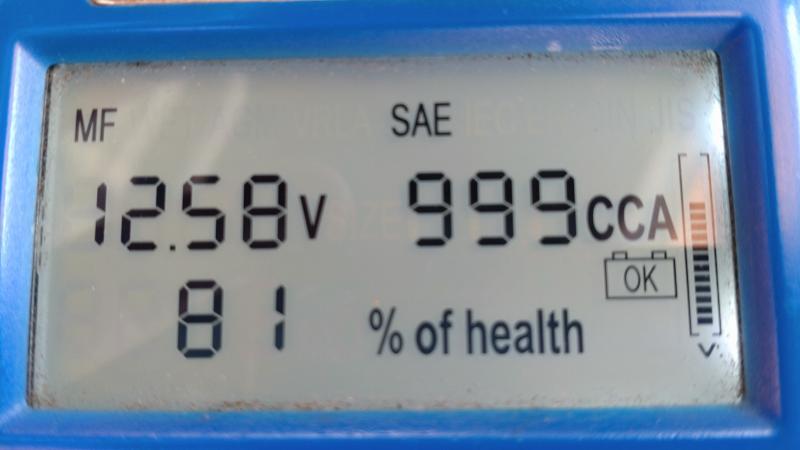 MF SAE
12.58V 999CCA
OK
81 % of health